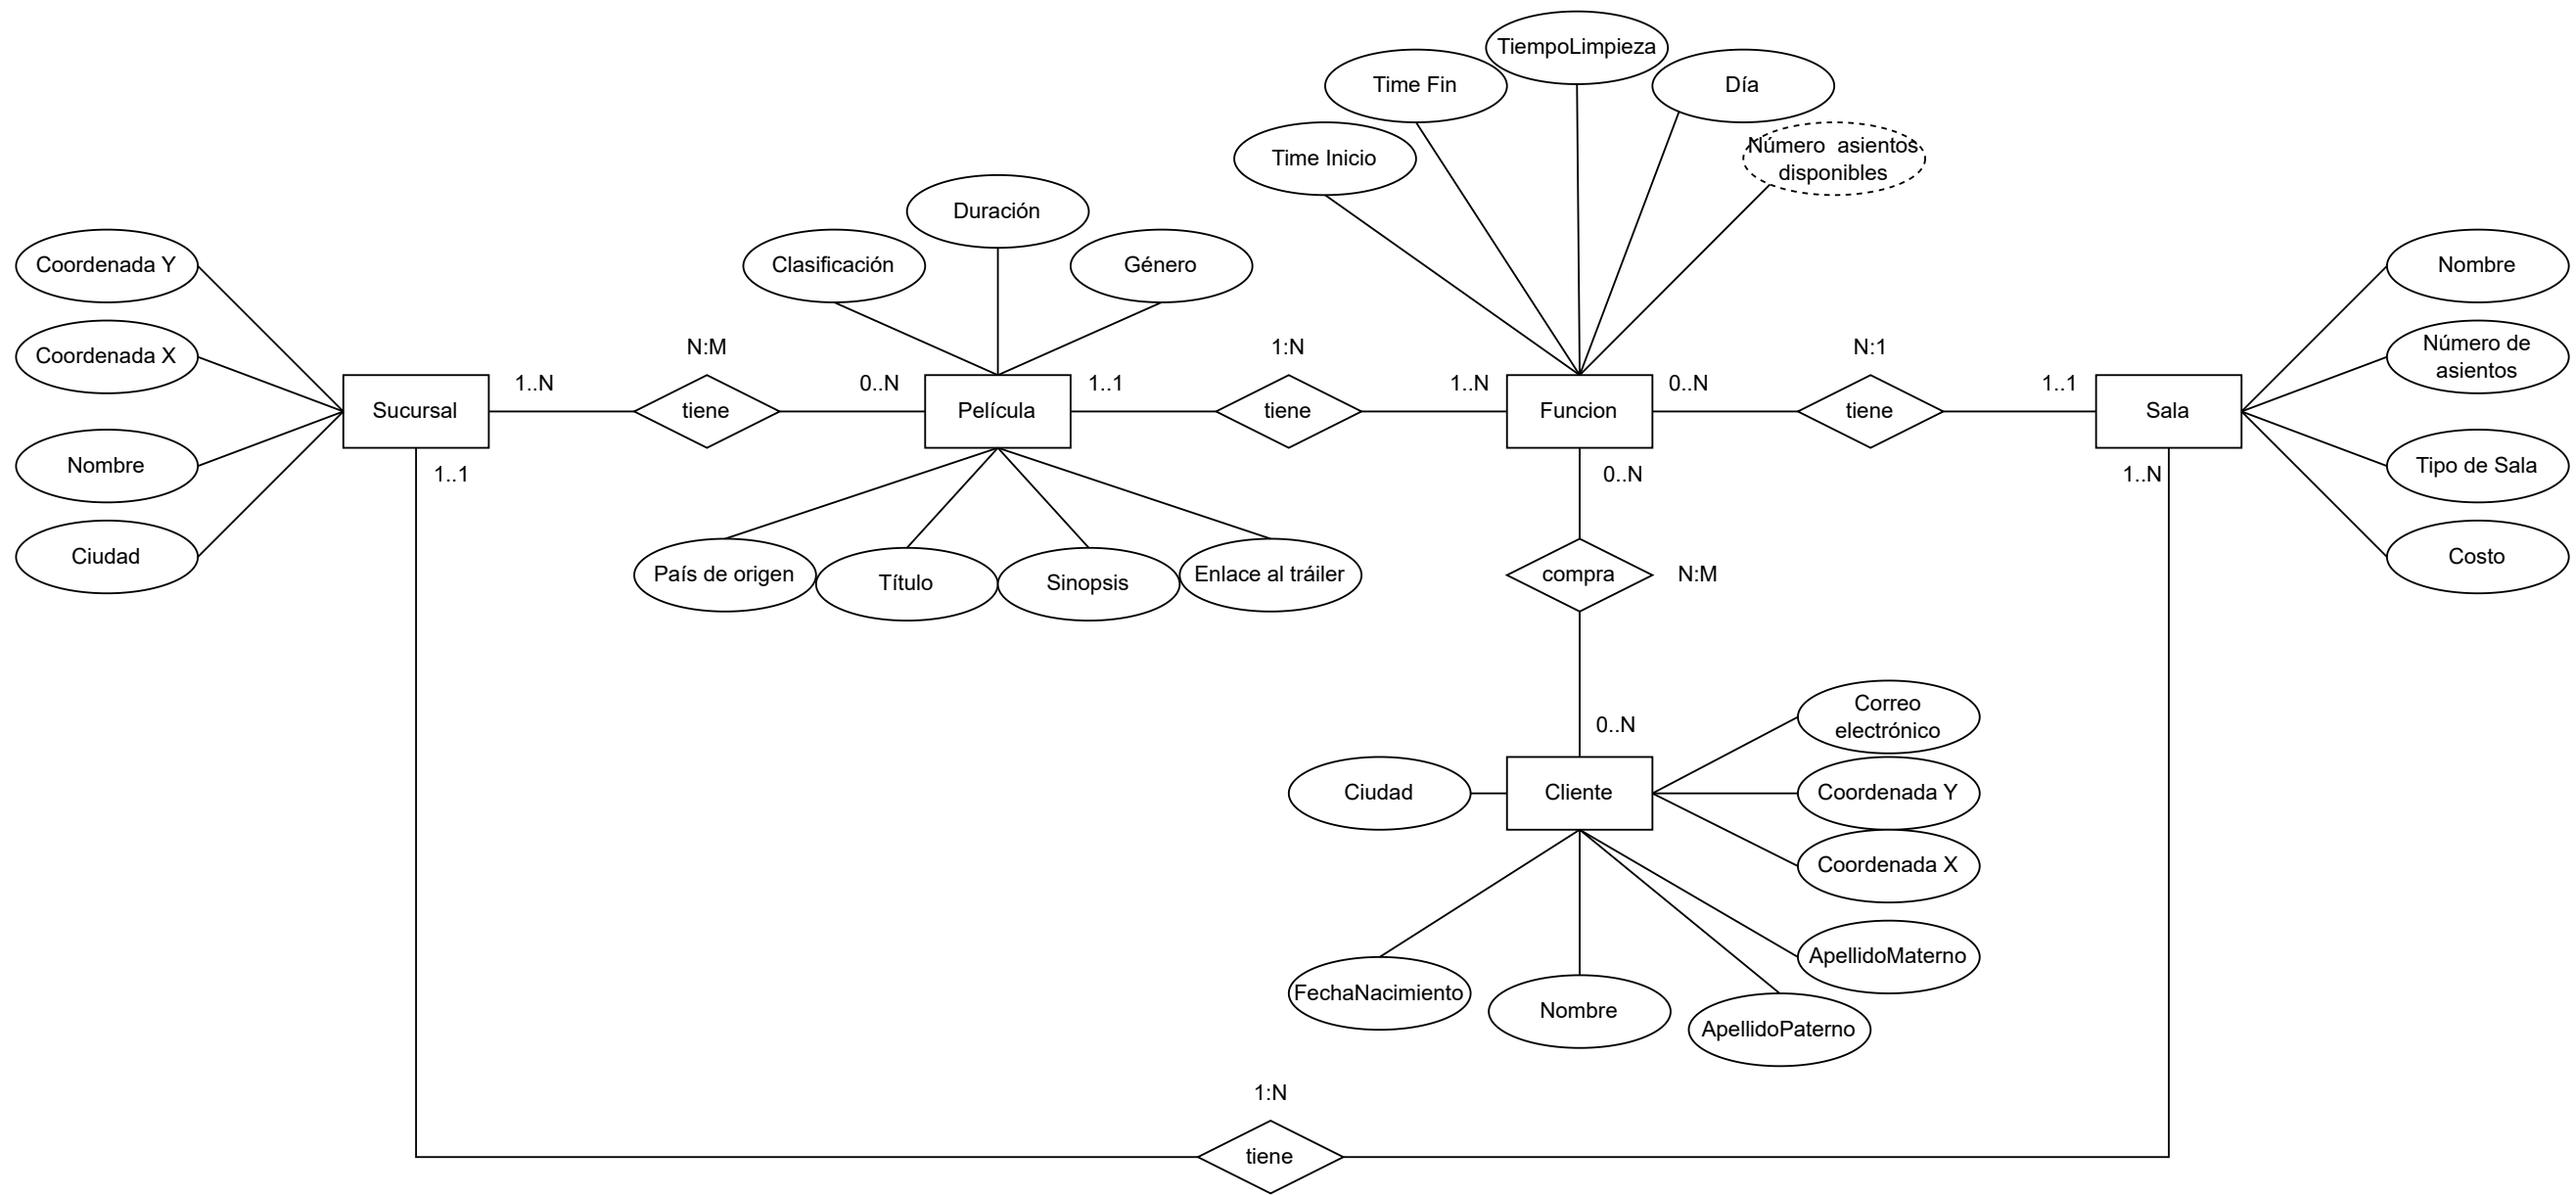 TiempoLimpieza
Time Fin
Día
Time Inicio
Número  asientos
disponibles
Duración
Clasificación
Género
Coordenada Y
Nombre
Coordenada X
Número de
asientos
N:M
1:N
N:1
1..N
0..N
1..1
1..N
0..N
1..1
Sucursal
tiene
Película
tiene
Funcion
tiene
Sala
1..1
0..N
1..N
Nombre
Tipo de Sala
Ciudad
Costo
País de origen
Título
Sinopsis
Enlace al tráiler
compra
N:M
Correo
electrónico
0..N
Ciudad
Cliente
Coordenada Y
Coordenada X
ApellidoMaterno
FechaNacimiento
Nombre
ApellidoPaterno
1:N
tiene